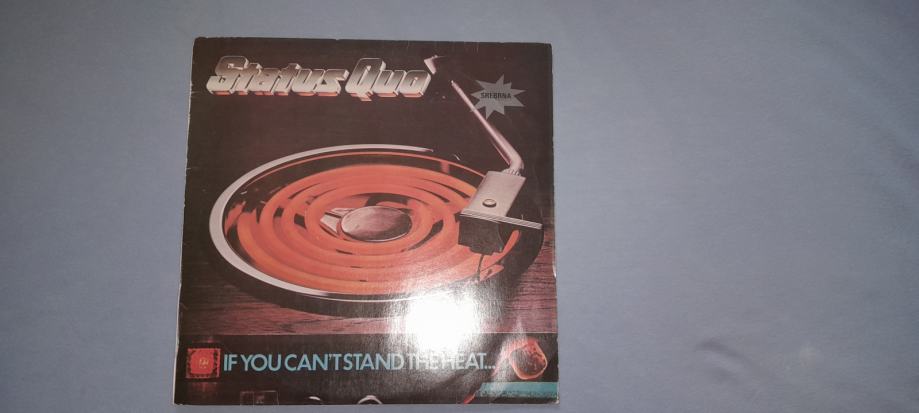 Status Quo
SREBRNA
IF YOU CAN'T STAND THE HEAT...